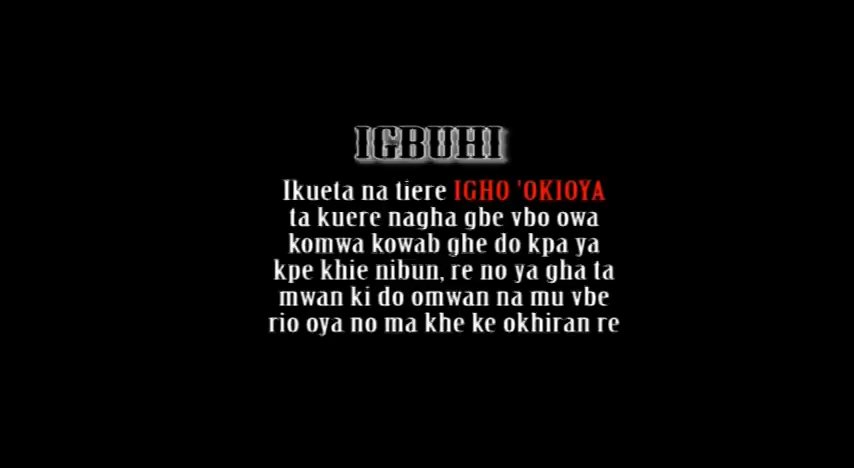 IGBUHI
Ikueta na tiere IGHO 'OKIOYA
ta kuere nagha gbe vbo owa
komwa kowab ghe do kpa ya
kpe khie nibun, re no ya gha ta
mwan ki do omwan na mu vbe
rio oya no ma khe ke okhiran re